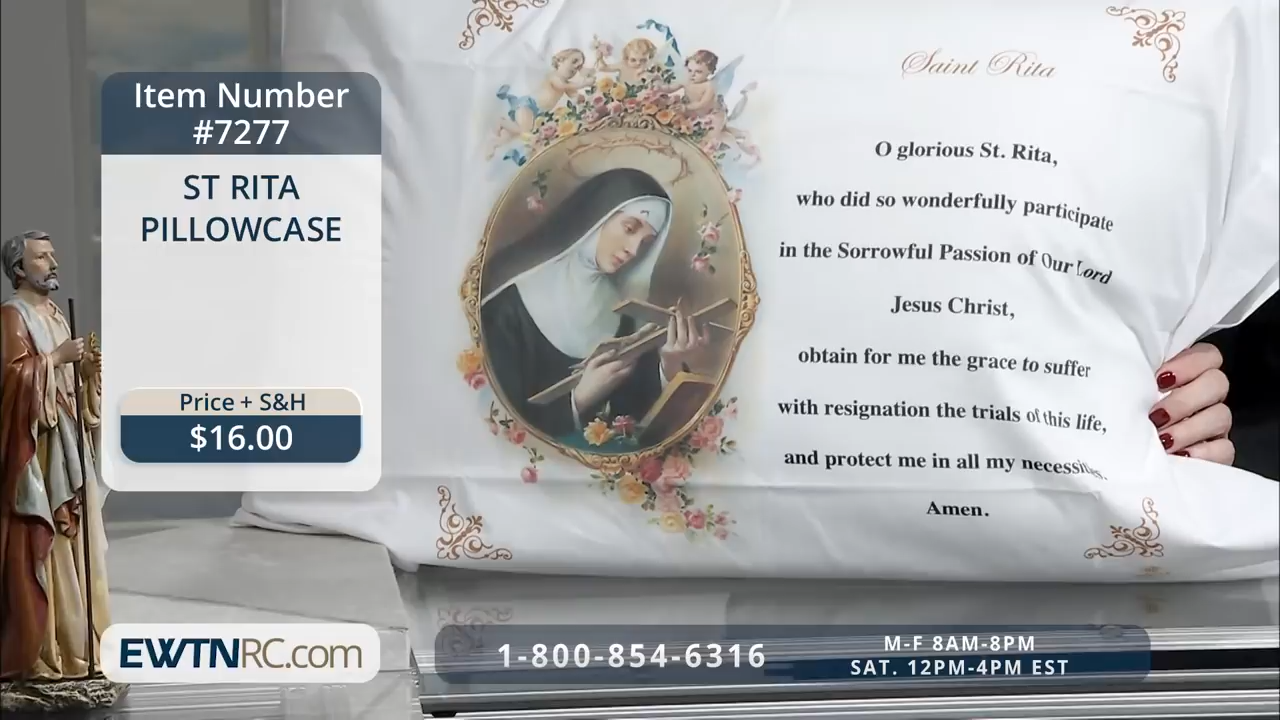 Item Number
#7277
ST RITA
PILLOWCASE
Price + S&H
$16.00
EWTNRC.com
1-800-854-6316
M-F 8AM-8PM
SAT. 12PM-4PM EST
Saint Rita
O glorious St. Rita,
who did so wonderfully participate
in the Sorrowful Passion of Our Lord
Jesus Christ,
obtain for me the grace to suffer
with resignation the trials of this life,
and protect me in all my
Amen.